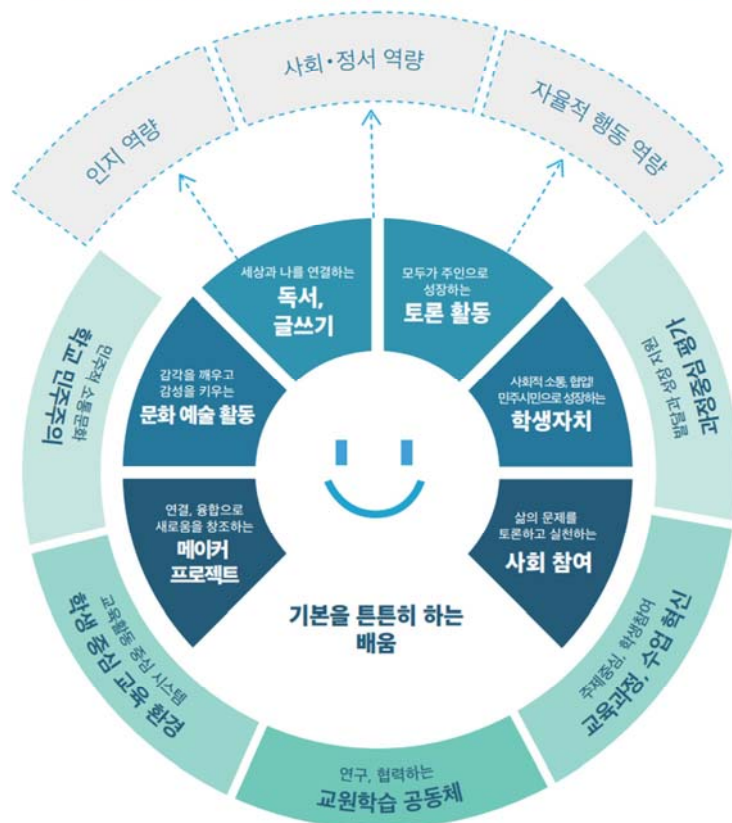 인지 역량
사회·정서 역량
자율적 행동 역량
세상과 나를 연결하는
독서,
글쓰기
모두가 주인으로
성장하는
토론 활동
감각을 깨우고
감성을 키우는
문화 예술 활동
사회적 소통, 협업!
민주시민으로 성장하는
학생자치
연결, 융합으로
새로움을 창조하는
메이커
프로젝트
삶의 문제를
토론하고 실천하는
사회 참여
기본을 튼튼히 하는
배움
민주적 소통문화
학교 민주주의
교육활동 중심 시스템
학생 중심 교육 환경
연구, 협력하는
교원학습 공동체
주제중심, 학생참여
교육과정, 수업 혁신
지원
과정중심 평가